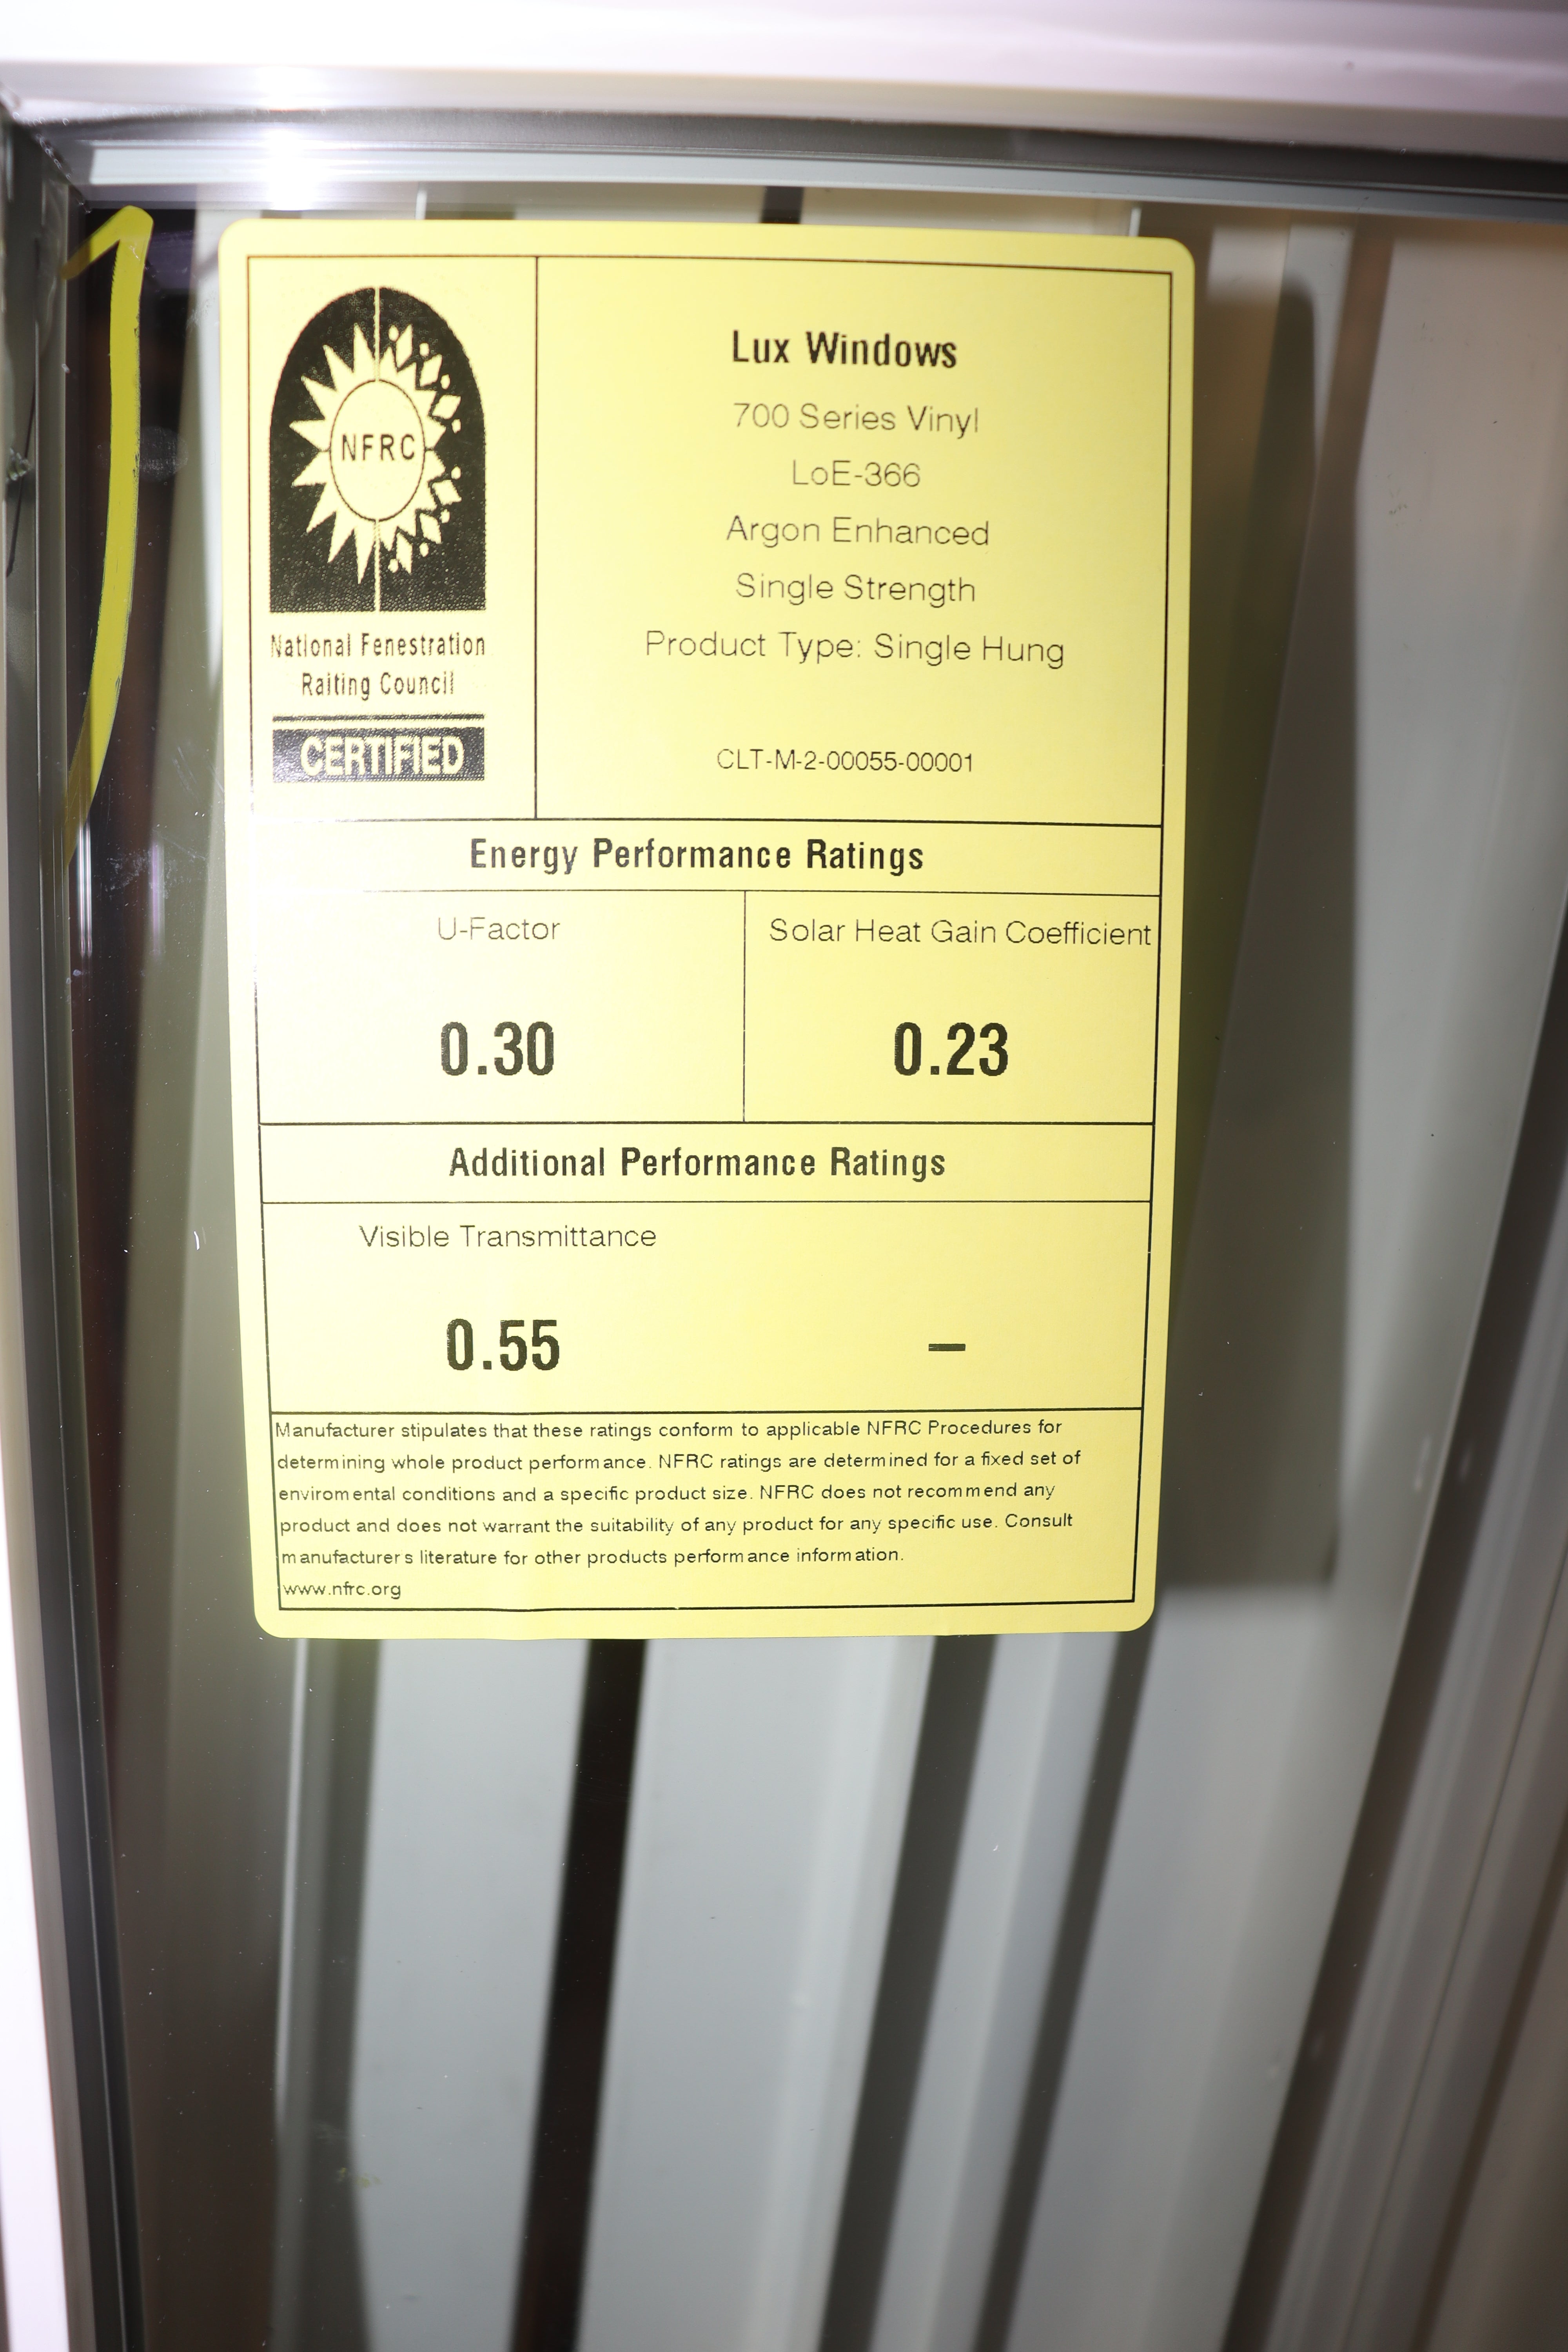 NFRC
National Fenestration
Raiting Council
CERTIFIED
Lux Windows
700 Series Vinyl
LoE-366
Argon Enhanced
Single Strength
Product Type: Single Hung
CLT-M-2-00055-00001
Energy Performance Ratings
U-Factor
0.30
Solar Heat Gain Coefficient
0.23
Additional Performance Ratings
Visible Transmittance
0.55
–
Manufacturer stipulates that these ratings conform to applicable NFRC Procedures for
determining whole product performance. NFRC ratings are determined for a fixed set of
enviromental conditions and a specific product size. NFRC does not recommend any
product and does not warrant the suitability of any product for any specific use. Consult
manufacturers literature for other products performance information.
www.nfrc.org